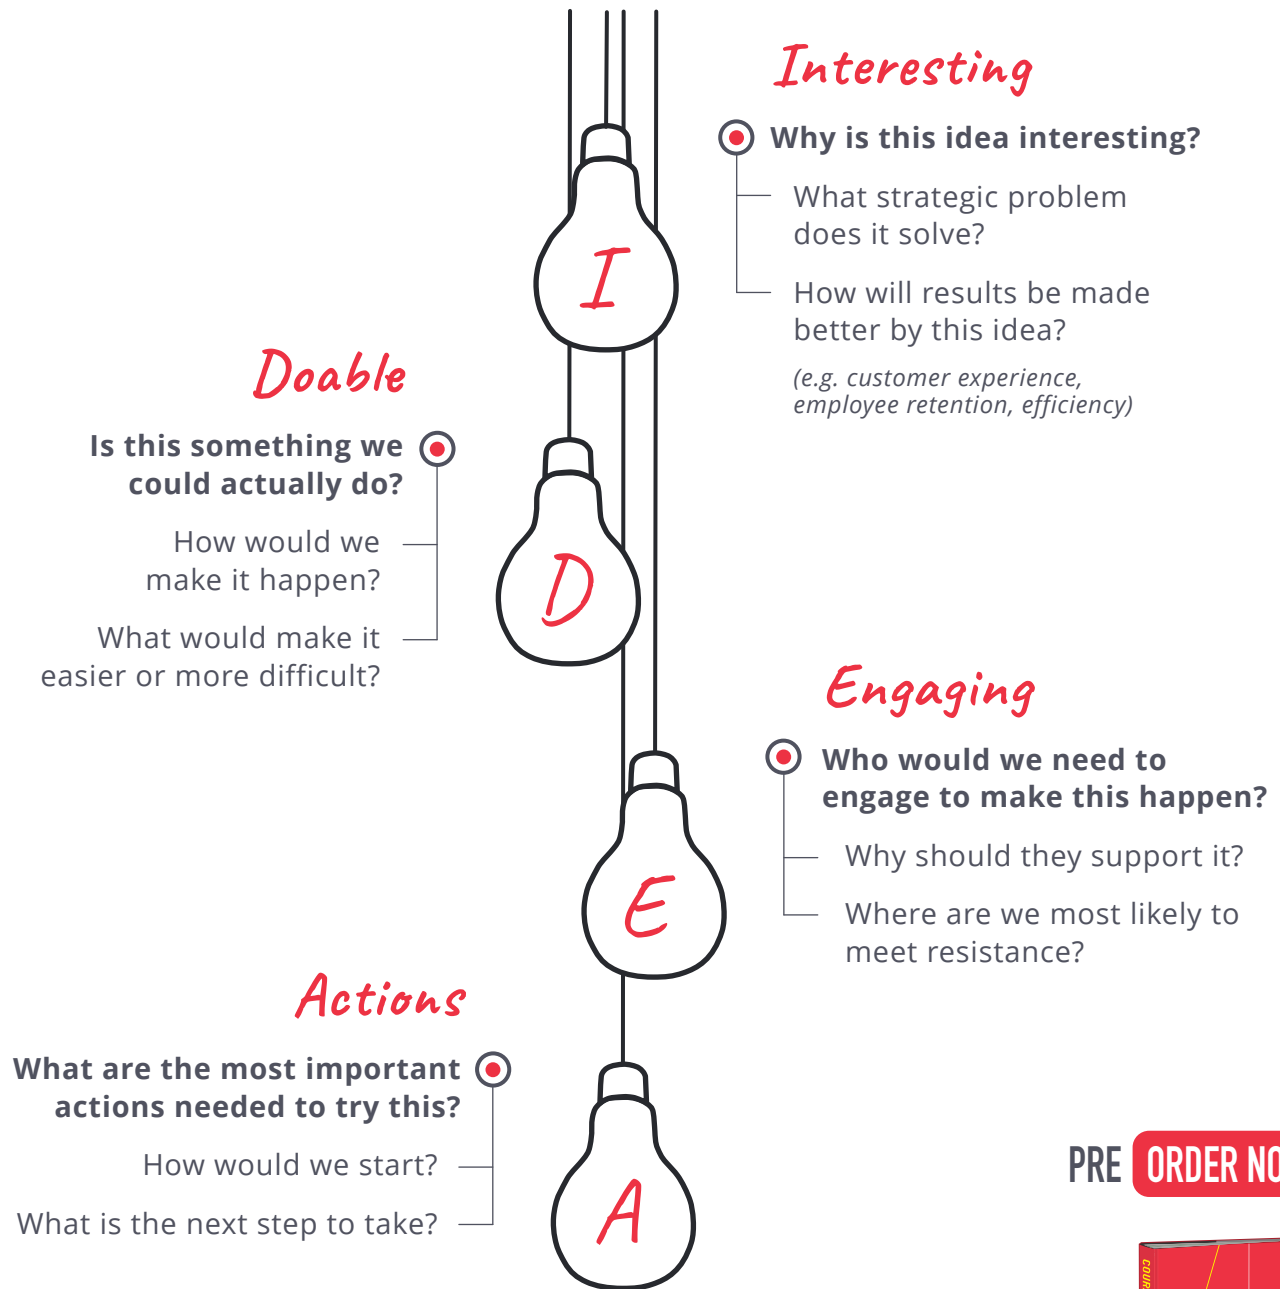 Interesting
Why is this idea interesting?
What strategic problem
does it solve?
How will results be made
better by this idea?
(e.g. customer experience,
employee retention, efficiency)
I
Doable
Is this something we
could actually do?
How would we
make it happen?
What would make it
easier or more difficult?
D
Engaging
Who would we need to
engage to make this happen?
Why should they support it?
Where are we most likely to
meet resistance?
E
Actions
What are the most important
actions needed to try this?
How would we start?
What is the next step to take?
A
PRE ORDER NO
COUR